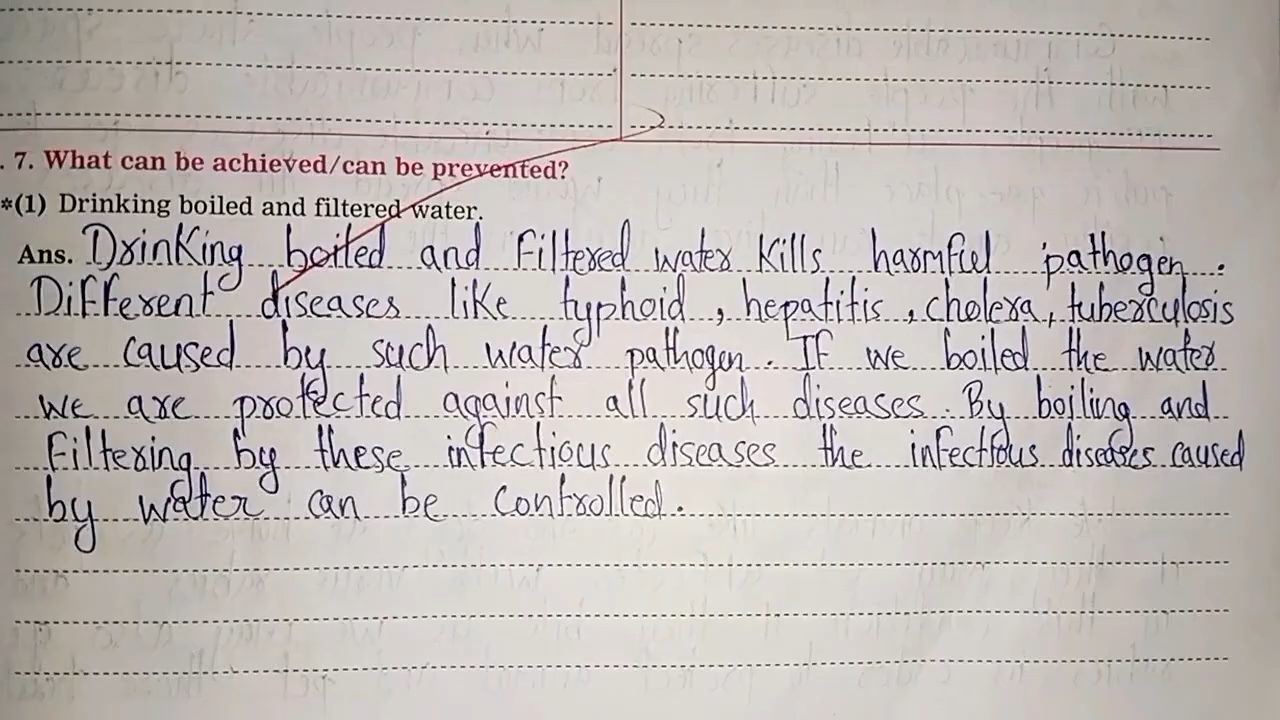 . 7. What can be achieved/can be prevented?
*(1) Drinking boiled and filtered water.
Ans. Drinking boiled and filtered water kills harmful pathogen.
Different diseases like typhoid, hepatitis, cholera, tuberculosis
are caused by such water pathogen. If we boiled the water
we are protected against all such diseases. By boiling and
filtering by these infectious diseases the infectious diseases caused
by water can be controlled.